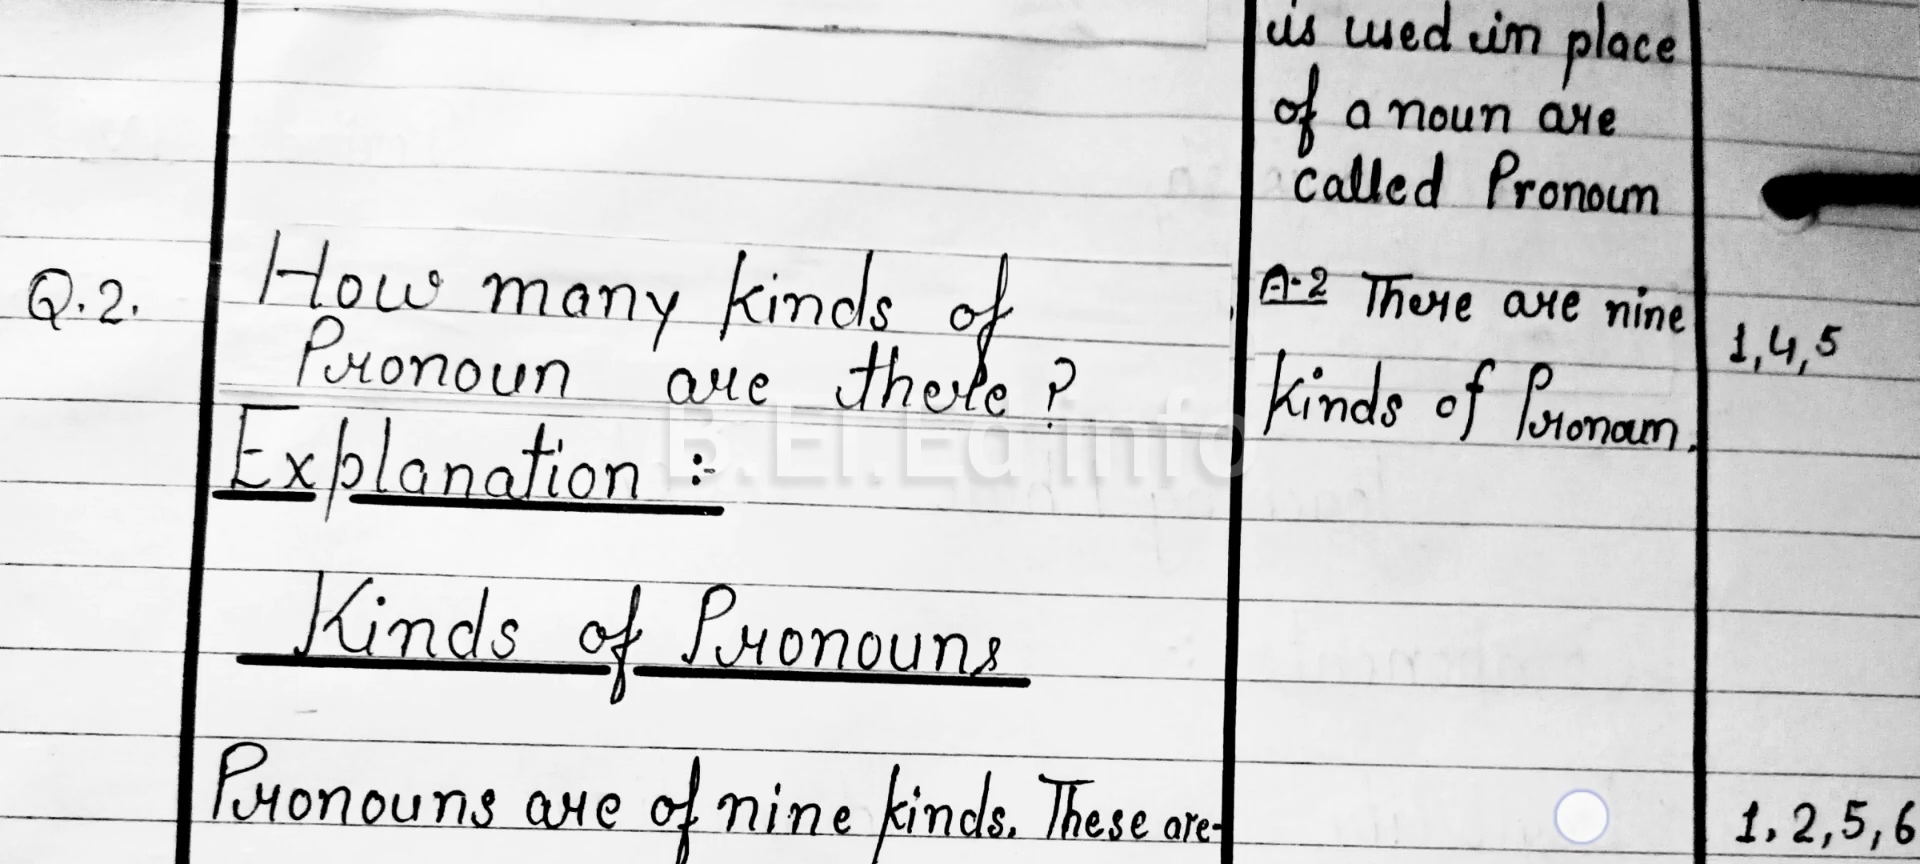 is used in place
of a noun are
called Pronoun
Q.2. How many kinds of
Pronoun are there?
A-2 There are nine
kinds of Pronoun.
1,4,5
Explanation :-
B.El.Ed info
Kinds of Pronouns
Pronouns are of nine kinds. These are-
1,2,5,6